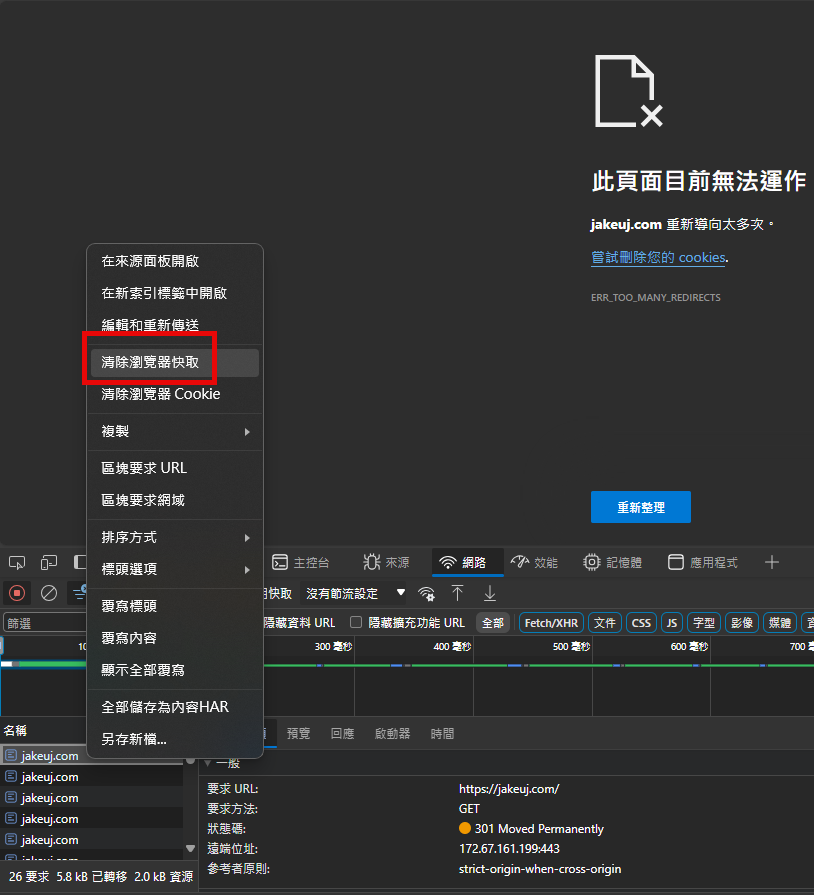 此頁面目前無法運作
jakeuj.com 重新導向太多次。
嘗試刪除您的 cookies.
ERR_TOO_MANY_REDIRECTS
重新整理
在來源面板開啟
在新索引標籤中開啟
編輯和重新傳送
清除瀏覽器快取
清除瀏覽器 Cookie
複製
區塊要求 URL
區塊要求網域
排序方式
標頭選項
覆寫標頭
覆寫內容
顯示全部覆寫
全部儲存為內容HAR
另存新檔...
主控台 來源 網路 效能 記憶體 應用程式
快取 沒有節流設定
篩選 隱藏資料 URL 隱藏擴充功能 URL 全部 Fetch/XHR 文件 CSS JS 字型 影像 媒體
300 毫秒 400 毫秒 500 毫秒 600 毫秒
名稱
預覽 回應 啟動器 時間
jakeuj.com
jakeuj.com
jakeuj.com
jakeuj.com
jakeuj.com
一般
要求 URL: https://jakeuj.com/
要求方法: GET
狀態碼: 301 Moved Permanently
遠端位址: 172.67.161.199:443
參考者原則: strict-origin-when-cross-origin
26 要求 5.8 kB 已轉移 2.0 kB 資源